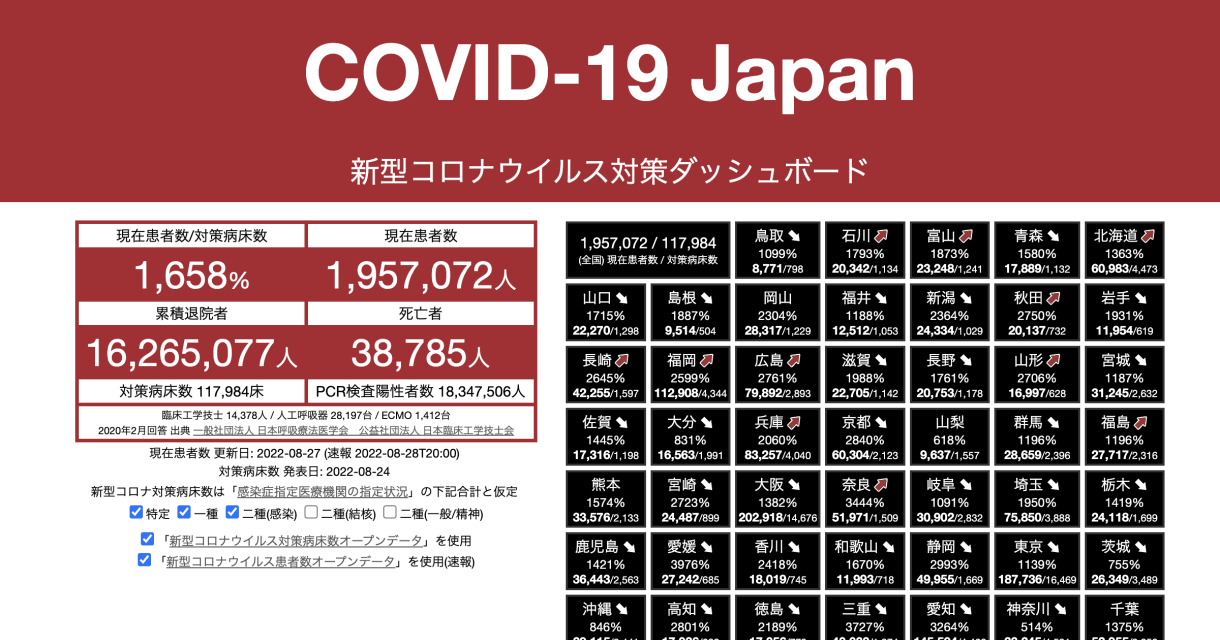 COVID-19 Japan
新型コロナウイルス対策ダッシュボード
現在患者数/対策病床数 現在患者数
1,658% 1,957,072人
累積退院者 死亡者
16,265,077人 38,785人
対策病床数 117,984床 PCR検査陽性者数 18,347,506人
臨床工学技士 14,378人 / 人工呼吸器 28,197台 / ECMO 1,412台
2020年2月回答 出典 一般社団法人 日本呼吸療法医学会 公益社団法人 日本臨床工学技士会
現在患者数 更新日: 2022-08-27 (速報 2022-08-28T20:00)
対策病床数 発表日: 2022-08-24
新型コロナ対策病床数は「感染症指定医療機関の指定状況」の下記合計と仮定
特定 一種 二種(感染) 二種(結核) 二種(一般/精神)
「新型コロナウイルス対策病床数オープンデータ」を使用
「新型コロナウイルス患者数オープンデータ」を使用(速報)
1,957,072 / 117,984
(全国) 現在患者数 / 対策病床数
鳥取 石川 富山 青森 北海道
1099% 1793% 1873% 1580% 1363%
8,771/798 20,342/1,134 23,248/1,241 17,889/1,132 60,983/4,473
山口 島根 岡山 福井 新潟 秋田 岩手
1715% 1887% 2304% 1188% 2364% 2750% 1931%
22,270/1,298 9,514/504 28,317/1,229 12,512/1,053 24,334/1,029 20,137/732 11,954/619
長崎 福岡 広島 滋賀 長野 山形 宮城
2645% 2599% 2761% 1988% 1761% 2706% 1187%
42,255/1,597 112,908/4,344 79,892/2,893 22,705/1,142 20,753/1,178 16,997/628 31,245/2,632
佐賀 大分 兵庫 京都 山梨 群馬 福島
1445% 831% 2060% 2840% 618% 1196% 1196%
17,316/1,198 16,563/1,991 83,257/4,040 60,304/2,123 9,637/1,557 28,659/2,396 27,717/2,316
熊本 宮崎 大阪 奈良 岐阜 埼玉 栃木
1574% 2723% 1382% 3444% 1091% 1950% 1419%
33,576/2,133 24,487/899 202,918/14,676 51,971/1,509 30,902/2,832 75,850/3,888 24,118/1,699
鹿児島 愛媛 香川 和歌山 静岡 東京 茨城
1421% 3976% 2418% 1670% 2993% 1139% 755%
36,443/2,563 27,242/685 18,019/745 11,993/718 49,955/1,669 187,736/16,469 26,349/3,489
沖縄 高知 徳島 三重 愛知 神奈川 千葉
846% 2801% 2189% 3727% 3264% 514% 1375%